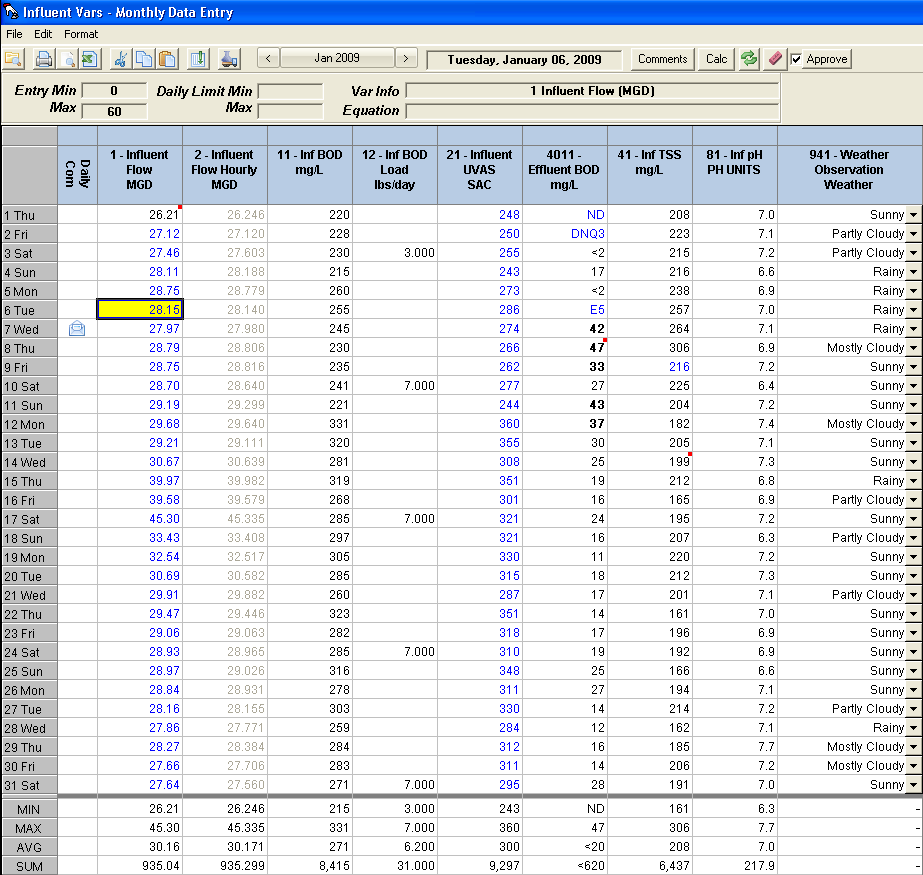 Influent Vars - Monthly Data Entry
File Edit Format
< Jan 2009 > Tuesday, January 06, 2009 Comments Calc Approve
Entry Min 0 Daily Limit Min Var Info 1 Influent Flow (MGD)
Max 60 Max Equation
Daily Com
1 - Influent Flow MGD
2 - Influent Flow Hourly MGD
11 - Inf BOD mg/L
12 - Inf BOD Load lbs/day
21 - Influent UVAS SAC
4011 - Effluent BOD mg/L
41 - Inf TSS mg/L
81 - Inf pH PH UNITS
941 - Weather Observation Weather
1 Thu 26.21 26.246 220 248 ND 208 7.0 Sunny
2 Fri 27.12 27.120 228 250 DNQ3 223 7.1 Partly Cloudy
3 Sat 27.46 27.603 230 3.000 255 <2 215 7.2 Partly Cloudy
4 Sun 28.11 28.188 215 243 17 216 6.6 Rainy
5 Mon 28.75 28.779 260 273 <2 238 6.9 Rainy
6 Tue 28.15 28.140 255 286 E5 257 7.0 Rainy
7 Wed 27.97 27.980 245 274 42 264 7.1 Rainy
8 Thu 28.79 28.806 230 266 47 306 6.9 Mostly Cloudy
9 Fri 28.75 28.816 235 262 33 216 7.2 Sunny
10 Sat 28.70 28.640 241 7.000 277 27 225 6.4 Sunny
11 Sun 29.19 29.299 221 244 43 204 7.2 Sunny
12 Mon 29.68 29.640 331 360 37 182 7.4 Mostly Cloudy
13 Tue 29.21 29.111 320 355 30 205 7.1 Sunny
14 Wed 30.67 30.639 281 308 25 199 7.3 Sunny
15 Thu 39.97 39.982 319 351 19 212 6.8 Rainy
16 Fri 39.58 39.579 268 301 16 165 6.9 Partly Cloudy
17 Sat 45.30 45.335 285 7.000 321 24 195 7.2 Sunny
18 Sun 33.43 33.408 297 321 16 207 6.3 Partly Cloudy
19 Mon 32.54 32.517 305 330 11 220 7.2 Sunny
20 Tue 30.69 30.582 285 315 18 212 7.3 Sunny
21 Wed 29.91 29.882 260 287 17 201 7.1 Partly Cloudy
22 Thu 29.47 29.446 323 351 14 161 7.0 Sunny
23 Fri 29.06 29.063 282 318 17 196 6.9 Sunny
24 Sat 28.93 28.965 285 7.000 310 19 192 6.9 Sunny
25 Sun 28.97 29.026 316 348 25 166 6.6 Sunny
26 Mon 28.84 28.931 278 311 27 194 7.1 Sunny
27 Tue 28.16 28.155 303 330 14 214 7.2 Partly Cloudy
28 Wed 27.86 27.771 259 284 12 162 7.1 Rainy
29 Thu 28.27 28.384 284 312 16 185 7.7 Mostly Cloudy
30 Fri 27.66 27.706 283 311 14 206 7.2 Mostly Cloudy
31 Sat 27.64 27.560 271 7.000 295 28 191 7.0 Sunny
MIN 26.21 26.246 215 3.000 243 ND 161 6.3 -
MAX 45.30 45.335 331 7.000 360 47 306 7.7 -
AVG 30.16 30.171 271 6.200 300 <20 208 7.0 -
SUM 935.04 935.299 8,415 31.000 9,297 <620 6,437 217.9 -